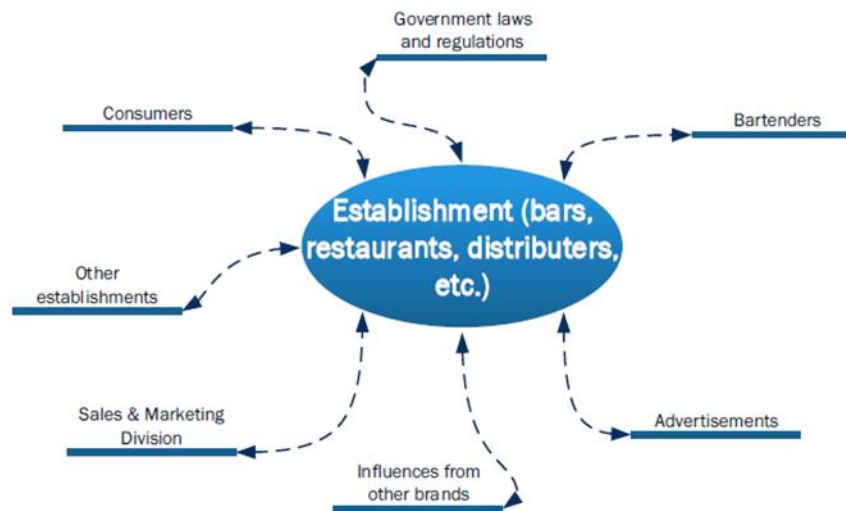 Government laws
and regulations
Consumers
Bartenders
Establishment (bars,
restaurants, distributers,
etc.)
Other
establishments
Sales & Marketing
Division
Advertisements
Influences from
other brands